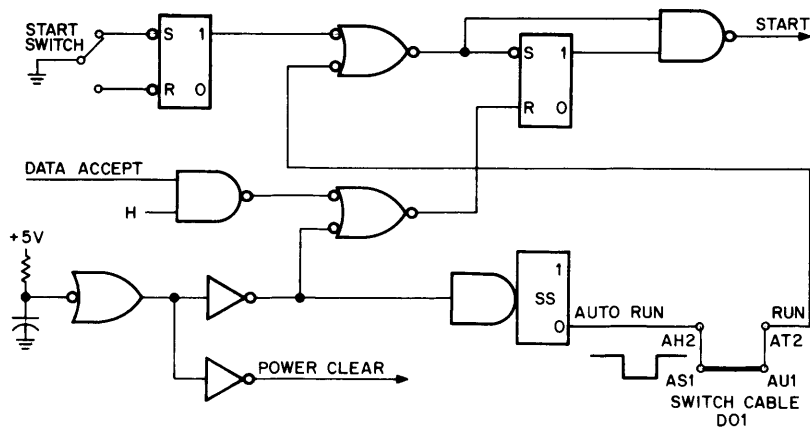 START
SWITCH
S 1
R 0
S 1
R 0
START
DATA ACCEPT
H
+5V
1
SS
0
AUTO RUN
RUN
AH2
AT2
POWER CLEAR
AS1
AU1
SWITCH CABLE
D01